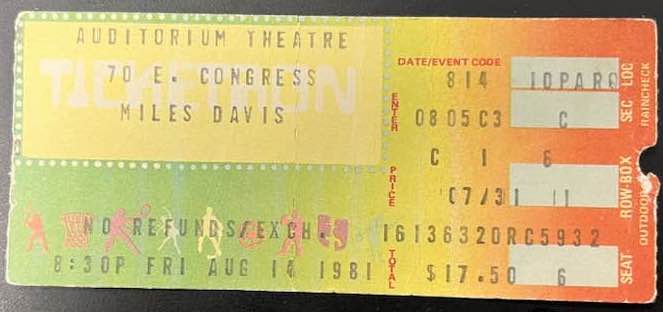 AUDITORIUM THEATRE
TICKETRON
70 E. CONGRESS
MILES DAVIS
NO REFUNDS/EXCH.
8:30P FRI AUG 14 1981
DATE/EVENT CODE
814 IDPARQ
ENTER
0805C3 C
C 1 6
PRICE
07/31 11
16136320RC5932
TOTAL
$17.50 6
LOC
SEC
ROW-BOX
SEAT
RAINCHECK
OUTDOOR